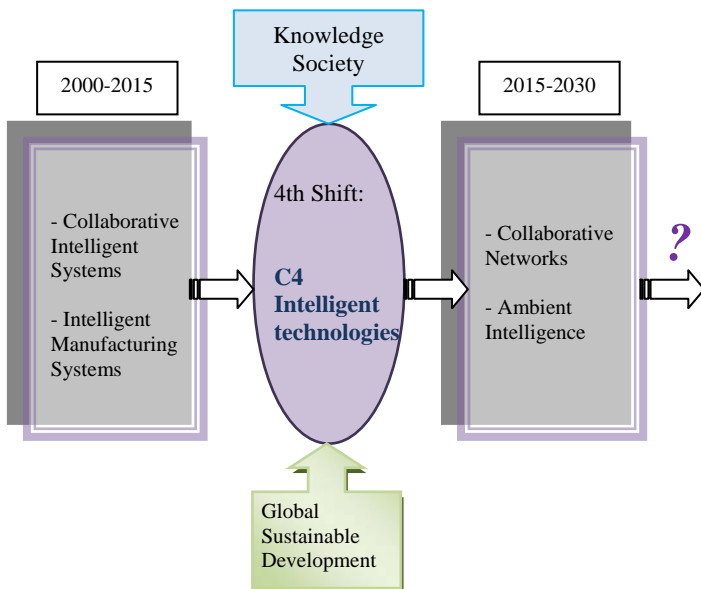 Knowledge
Society
2000-2015
2015-2030
- Collaborative
Intelligent
Systems
- Intelligent
Manufacturing
Systems
4th Shift:
C4
Intelligent
technologies
- Collaborative
Networks
- Ambient
Intelligence
?
Global
Sustainable
Development